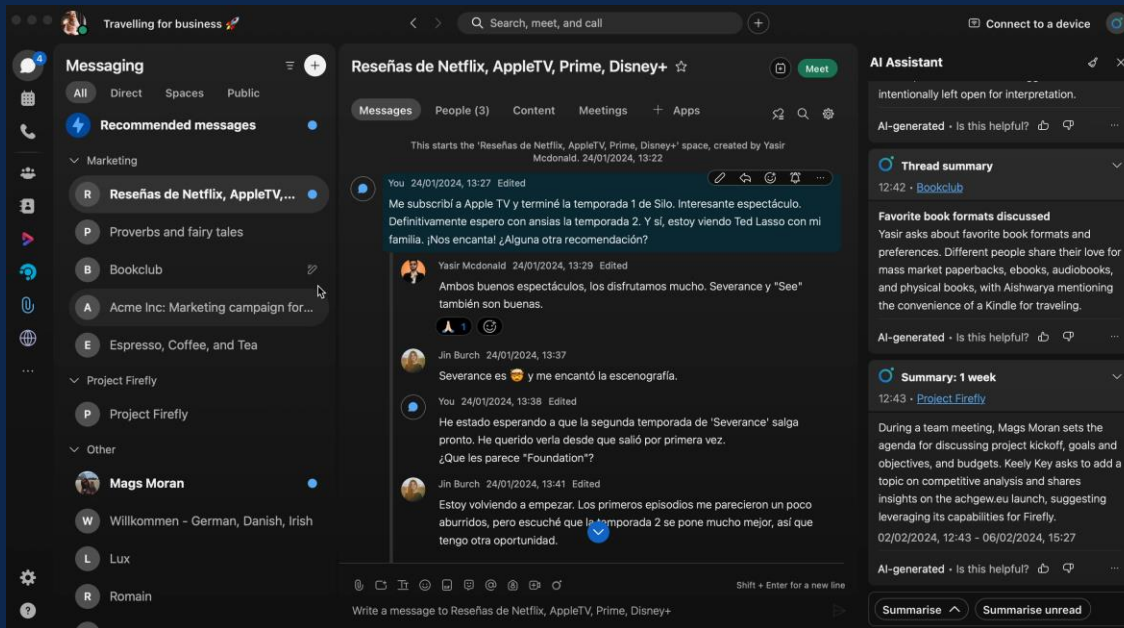 Travelling for business 🚀
Search, meet, and call
Connect to a device
4
Messaging
All Direct Spaces Public
Recommended messages
Marketing
R Reseñas de Netflix, AppleTV,...
P Proverbs and fairy tales
B Bookclub
A Acme Inc: Marketing campaign for...
E Espresso, Coffee, and Tea
Project Firefly
P Project Firefly
Other
Mags Moran
W Willkommen - German, Danish, Irish
L Lux
R Romain
Reseñas de Netflix, AppleTV, Prime, Disney+
Meet
Messages People (3) Content Meetings + Apps
This starts the 'Reseñas de Netflix, AppleTV, Prime, Disney+' space, created by Yasir
Mcdonald. 24/01/2024, 13:22
You 24/01/2024, 13:27 Edited
Me subscribí a Apple TV y terminé la temporada 1 de Silo. Interesante espectáculo.
Definitivamente espero con ansias la temporada 2. Y sí, estoy viendo Ted Lasso con mi
familia. ¡Nos encanta! ¿Alguna otra recomendación?
Yasir Mcdonald 24/01/2024, 13:29 Edited
Ambos buenos espectáculos, los disfrutamos mucho. Severance y "See"
también son buenas.
🙏 1
Jin Burch 24/01/2024, 13:37
Severance es 🤯 y me encantó la escenografía.
You 24/01/2024, 13:38 Edited
He estado esperando a que la segunda temporada de 'Severance' salga
pronto. He querido verla desde que salió por primera vez.
¿Que les parece "Foundation"?
Jin Burch 24/01/2024, 13:41 Edited
Estoy volviendo a empezar. Los primeros episodios me parecieron un poco
aburridos, pero escuché que la temporada 2 se pone mucho mejor, así que
tengo otra oportunidad.
Shift + Enter for a new line
Write a message to Reseñas de Netflix, AppleTV, Prime, Disney+
AI Assistant
intentionally left open for interpretation.
AI-generated • Is this helpful?
Thread summary
12:42 • Bookclub
Favorite book formats discussed
Yasir asks about favorite book formats and
preferences. Different people share their love for
mass market paperbacks, ebooks, audiobooks,
and physical books, with Aishwarya mentioning
the convenience of a Kindle for traveling.
AI-generated • Is this helpful?
Summary: 1 week
12:43 • Project Firefly
During a team meeting, Mags Moran sets the
agenda for discussing project kickoff, goals and
objectives, and budgets. Keely Key asks to add a
topic on competitive analysis and shares
insights on the achgew.eu launch, suggesting
leveraging its capabilities for Firefly.
02/02/2024, 12:43 - 06/02/2024, 15:27
AI-generated • Is this helpful?
Summarise
Summarise unread